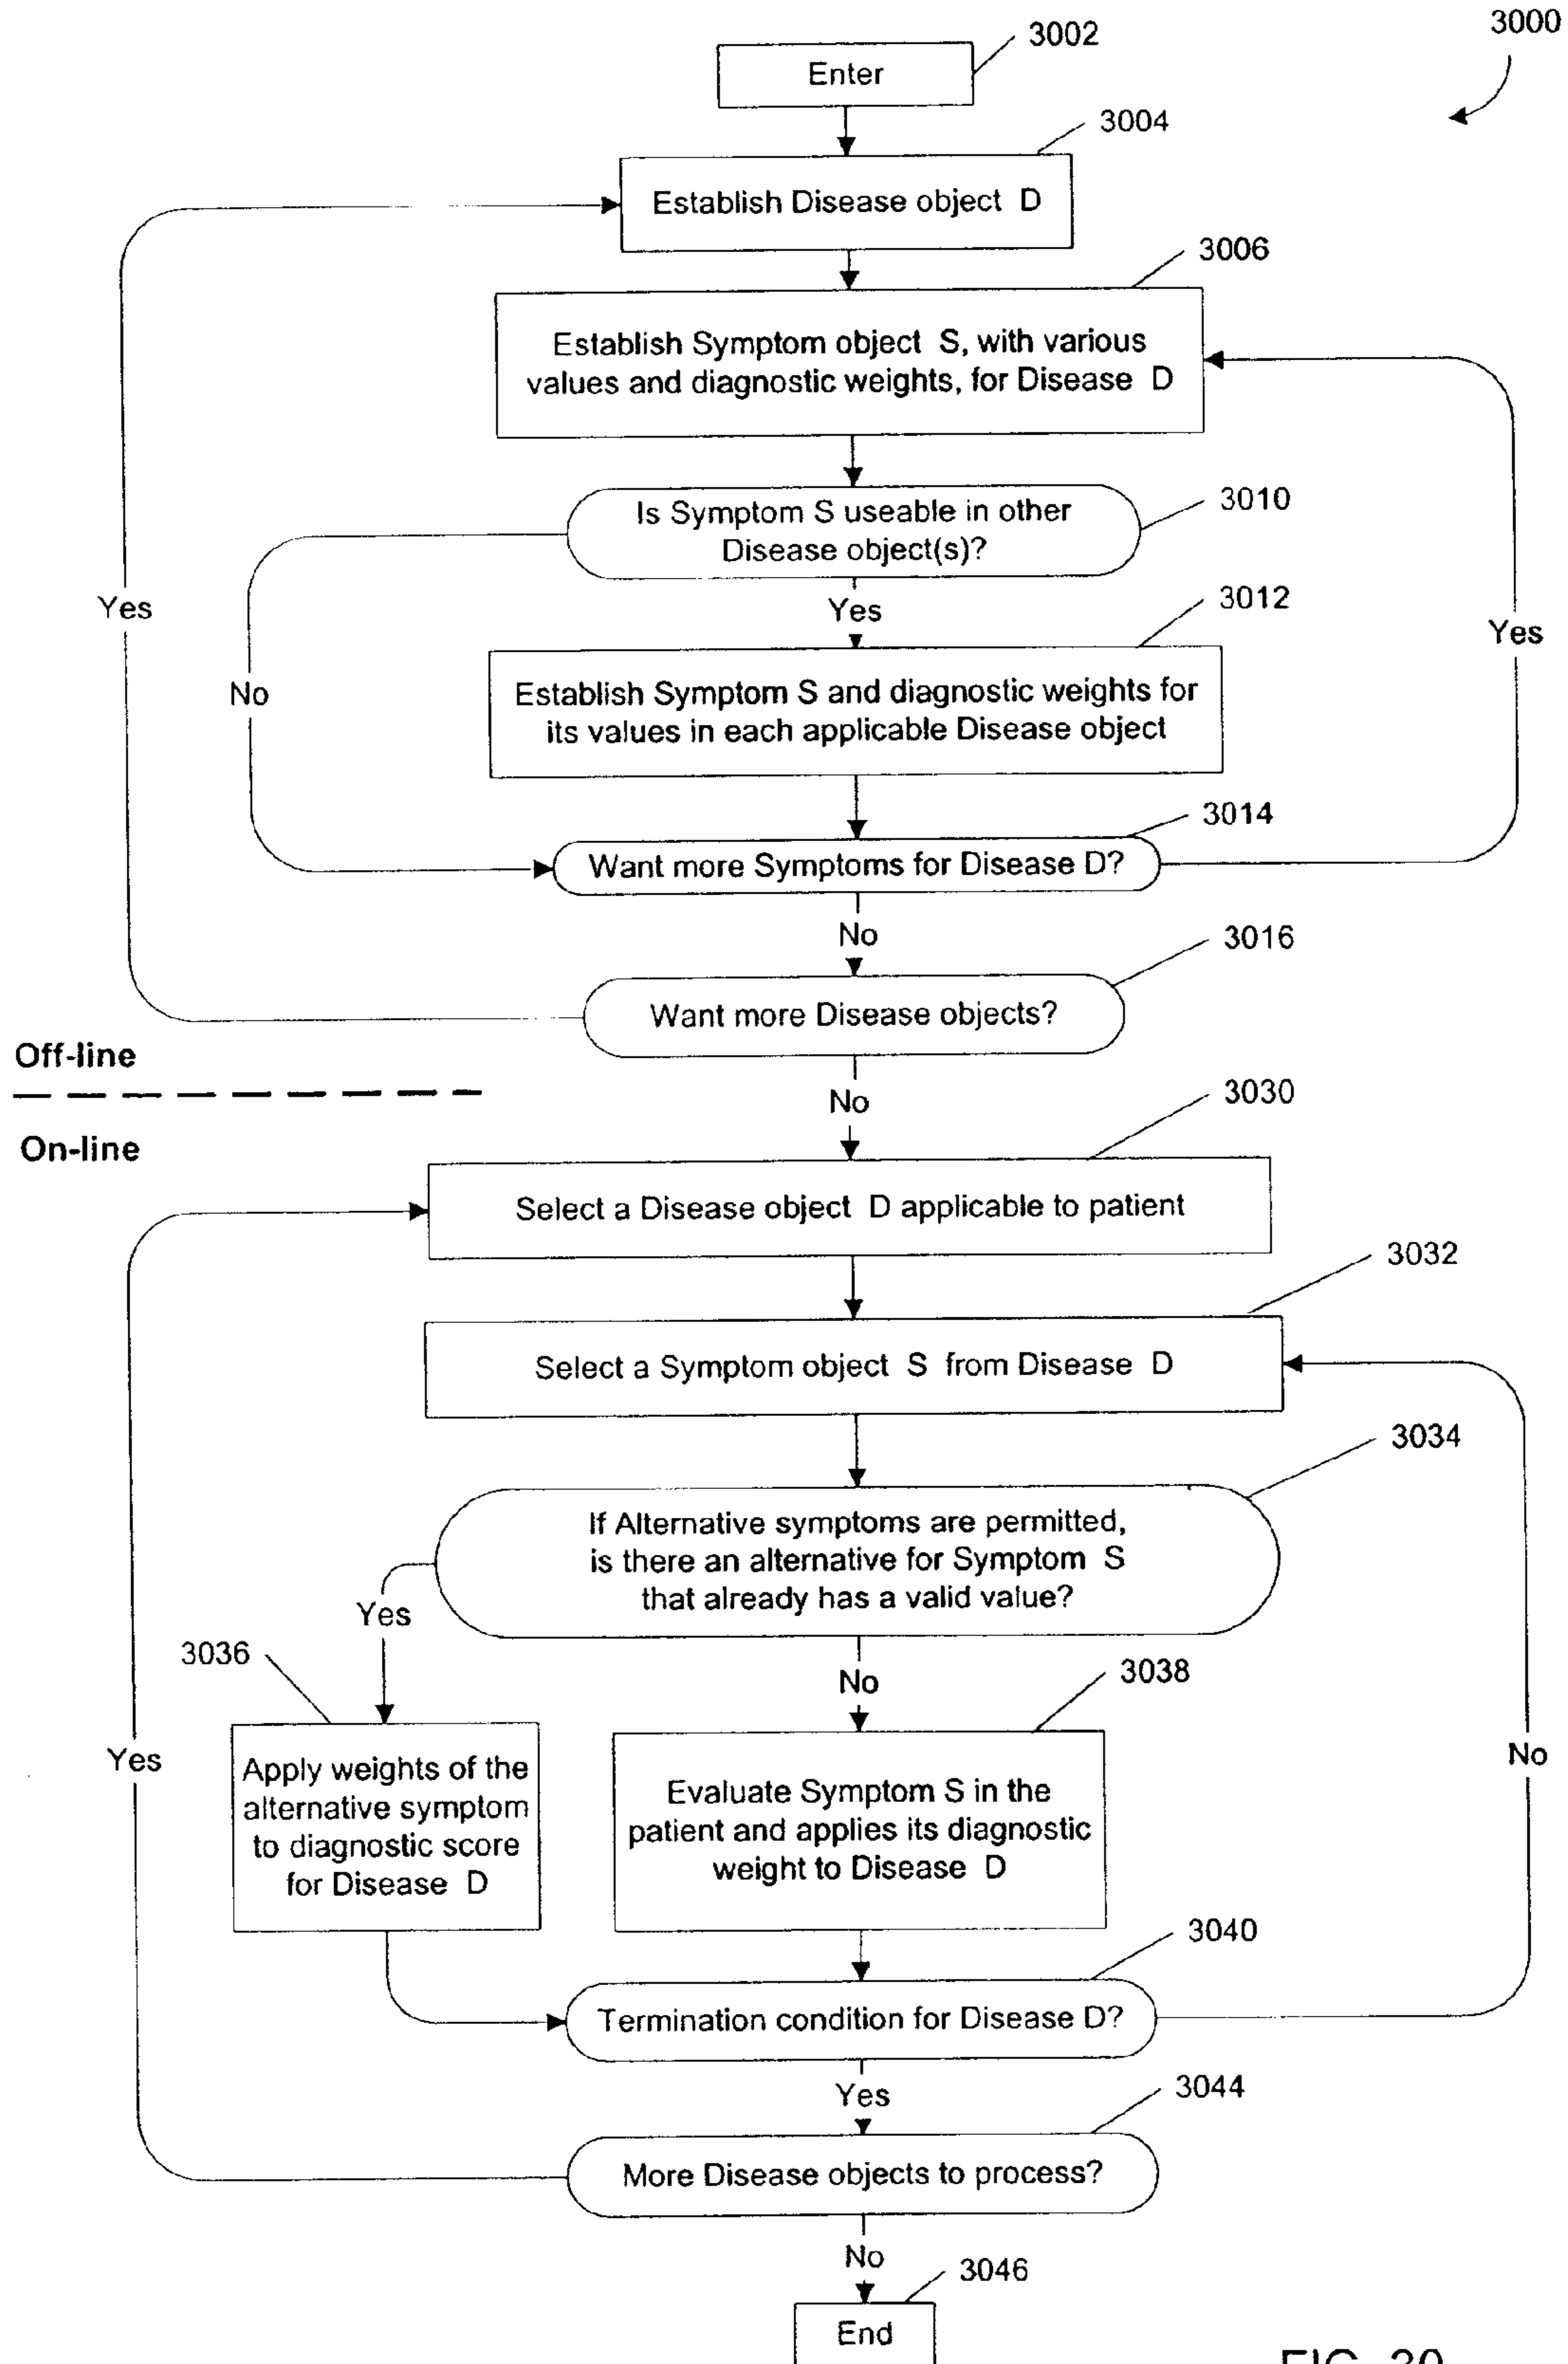 3000
3002
Enter
3004
Establish Disease object D
3006
Establish Symptom object S, with various
values and diagnostic weights, for Disease D
3010
Is Symptom S useable in other
Disease object(s)?
Yes
Yes
3012
Yes
No
Establish Symptom S and diagnostic weights for
its values in each applicable Disease object
3014
Want more Symptoms for Disease D?
No
3016
Want more Disease objects?
Off-line
No
3030
On-line
Select a Disease object D applicable to patient
3032
Select a Symptom object S from Disease D
3034
If Alternative symptoms are permitted,
is there an alternative for Symptom S
that already has a valid value?
Yes
3036
No
3038
Yes
No
Apply weights of the
alternative symptom
to diagnostic score
for Disease D
Evaluate Symptom S in the
patient and applies its diagnostic
weight to Disease D
3040
Termination condition for Disease D?
Yes
3044
More Disease objects to process?
No
3046
End
FIG. 30